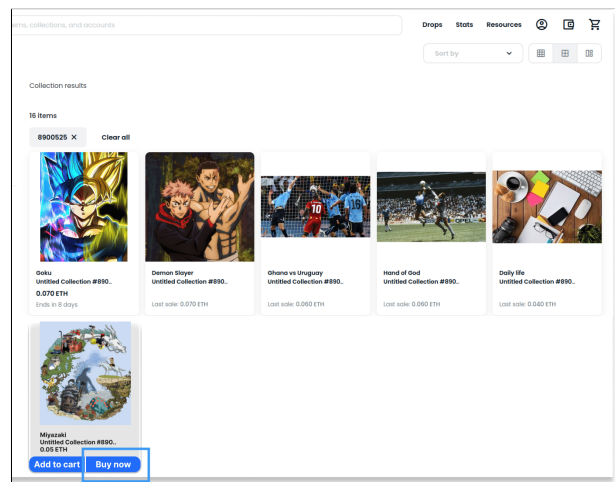 ems, collections, and accounts
Drops Stats Resources
Sort by
Collection results
16 items
8900525 × Clear all
Goku
Untitled Collection #890..
0.070 ETH
Ends in 8 days
Demon Slayer
Untitled Collection #890..
Last sale: 0.070 ETH
Ghana vs Uruguay
Untitled Collection #890..
Last sale: 0.060 ETH
Hand of God
Untitled Collection #890..
Last sale: 0.060 ETH
Daily life
Untitled Collection #890..
Last sale: 0.040 ETH
10
16
Miyazaki
Untitled Collection #890..
0.05 ETH
Add to cart Buy now